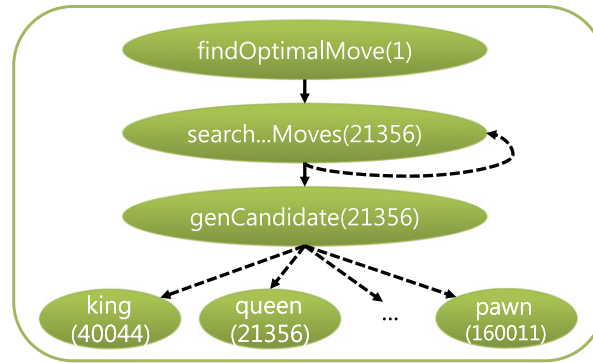 findOptimalMove(1)
search...Moves(21356)
genCandidate(21356)
king
(40044)
queen
(21356)
...
pawn
(160011)